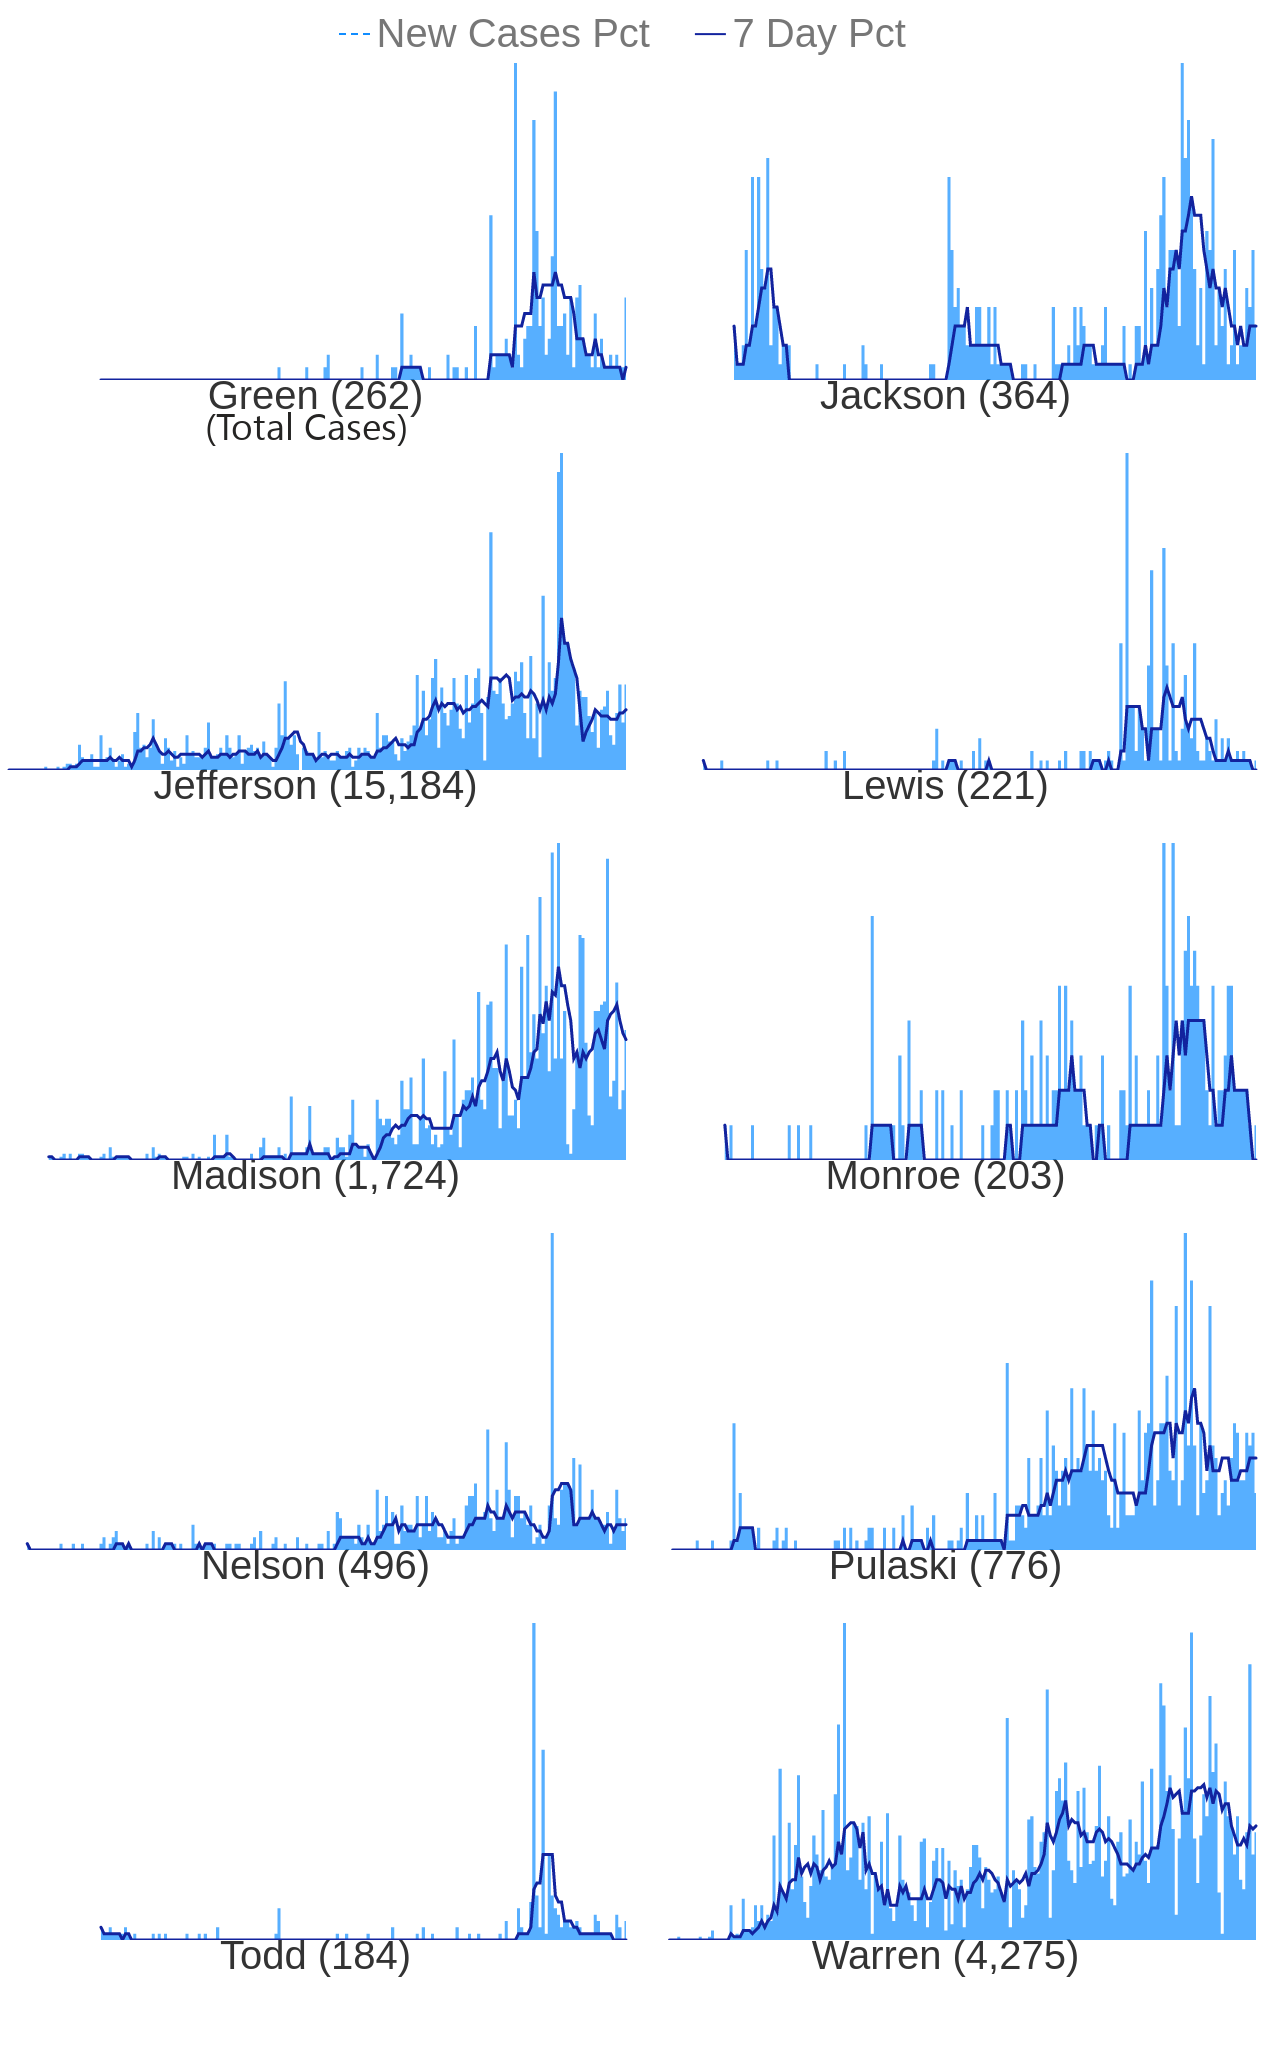 New Cases Pct 7 Day Pct
Green (262) Jackson (364)
(Total Cases)
Jefferson (15,184) Lewis (221)
Madison (1,724) Monroe (203)
Nelson (496) Pulaski (776)
Todd (184) Warren (4,275)